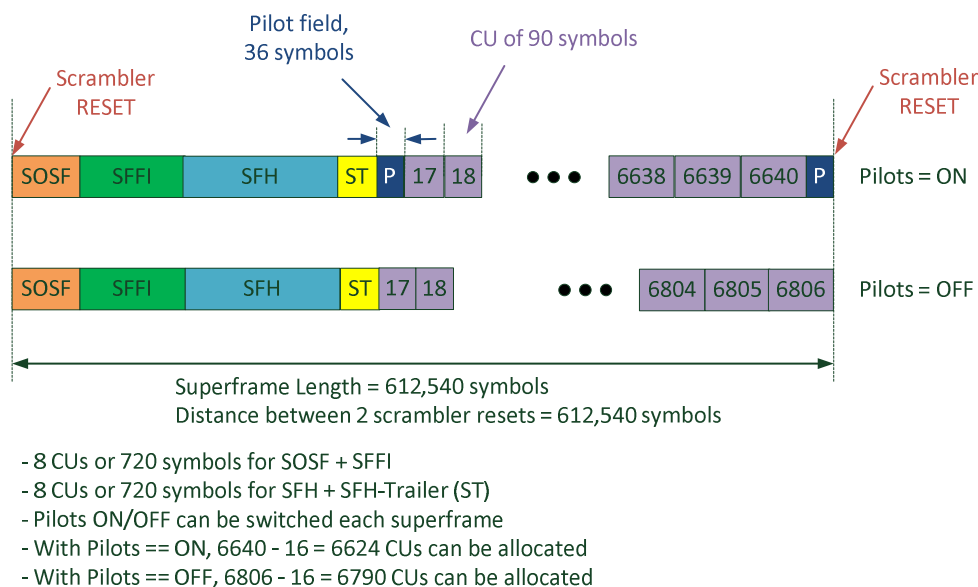 Pilot field,
36 symbols
CU of 90 symbols
Scrambler
RESET
Scrambler
RESET
SOSF SFFI SFH ST P 17 18 ••• 6638 6639 6640 P Pilots = ON
SOSF SFFI SFH ST 17 18 ••• 6804 6805 6806 Pilots = OFF
Superframe Length = 612,540 symbols
Distance between 2 scrambler resets = 612,540 symbols
- 8 CUs or 720 symbols for SOSF + SFFI
- 8 CUs or 720 symbols for SFH + SFH-Trailer (ST)
- Pilots ON/OFF can be switched each superframe
- With Pilots == ON, 6640 - 16 = 6624 CUs can be allocated
- With Pilots == OFF, 6806 - 16 = 6790 CUs can be allocated